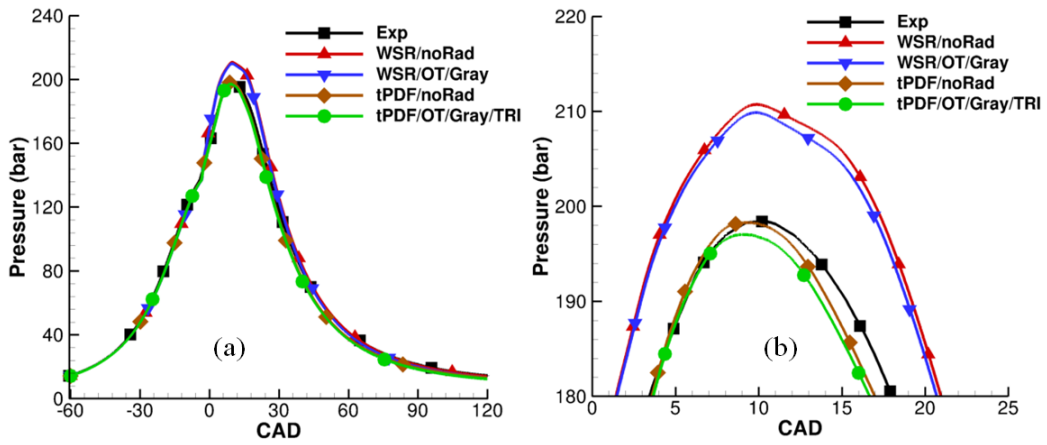 240
200
160
120
80
40
0
Pressure (bar)
-60
-30
0
30
60
90
120
CAD
Exp
WSR/noRad
WSR/OT/Gray
tPDF/noRad
tPDF/OT/Gray/TRI
(a)
220
210
200
190
180
Pressure (bar)
0
5
10
15
20
25
CAD
Exp
WSR/noRad
WSR/OT/Gray
tPDF/noRad
tPDF/OT/Gray/TRI
(b)